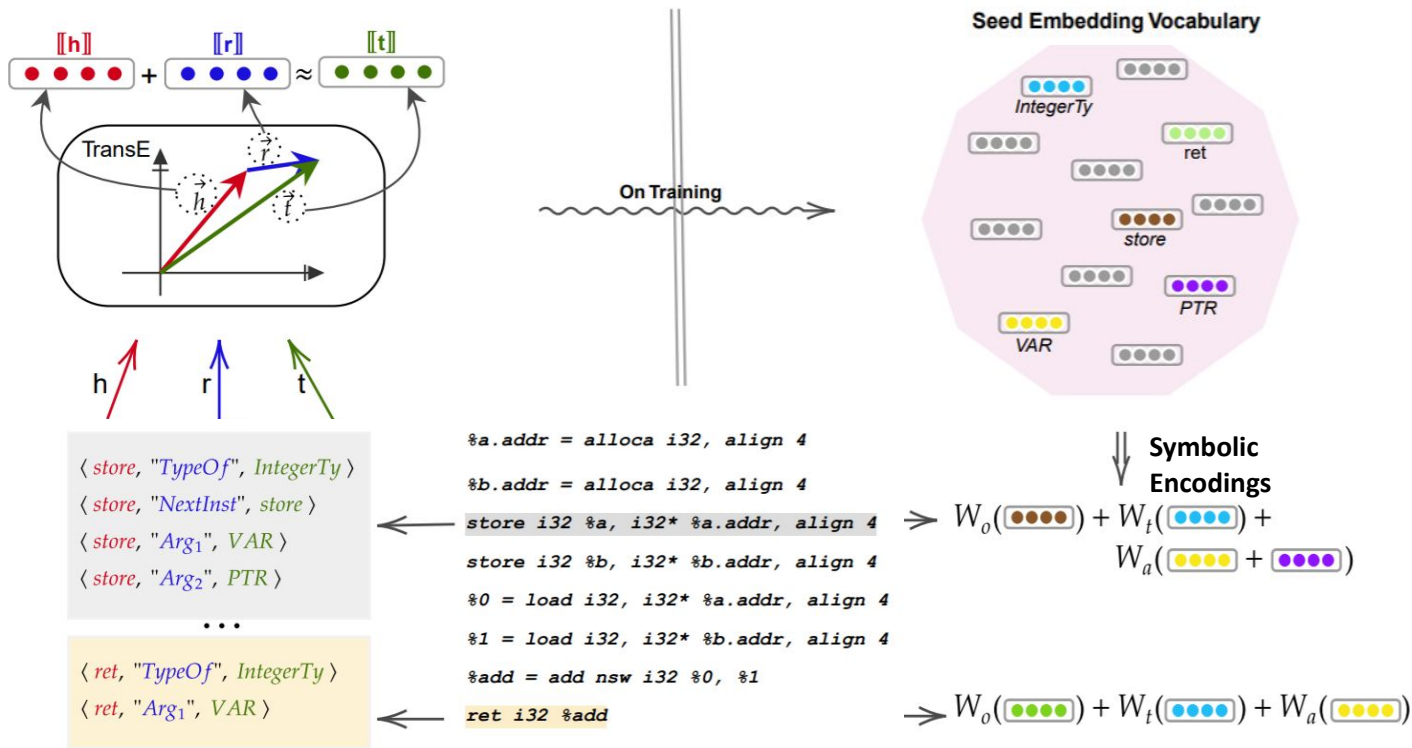 ⟦h⟧ ⟦r⟧ ⟦t⟧
+ ≈
TransE
r⃗
h⃗
t⃗
h r t
On Training
Seed Embedding Vocabulary
IntegerTy
ret
store
PTR
VAR
⟨ store, "TypeOf", IntegerTy ⟩
⟨ store, "NextInst", store ⟩
⟨ store, "Arg₁", VAR ⟩
⟨ store, "Arg₂", PTR ⟩
...
⟨ ret, "TypeOf", IntegerTy ⟩
⟨ ret, "Arg₁", VAR ⟩
%a.addr = alloca i32, align 4
%b.addr = alloca i32, align 4
store i32 %a, i32* %a.addr, align 4
store i32 %b, i32* %b.addr, align 4
%0 = load i32, i32* %a.addr, align 4
%1 = load i32, i32* %b.addr, align 4
%add = add nsw i32 %0, %1
ret i32 %add
Symbolic
Encodings
Wₒ( ) + Wₜ( ) +
Wₐ( + )
Wₒ( ) + Wₜ( ) + Wₐ( )